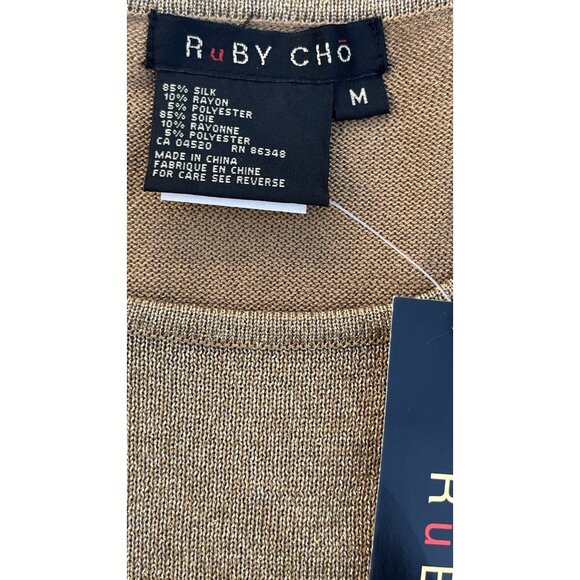 RuBY CHō
M
85% SILK
10% RAYON
5% POLYESTER
85% SOIE
10% RAYONNE
5% POLYESTER
CA 04520 RN 86348
MADE IN CHINA
FABRIQUE EN CHINE
FOR CARE SEE REVERSE
Ru